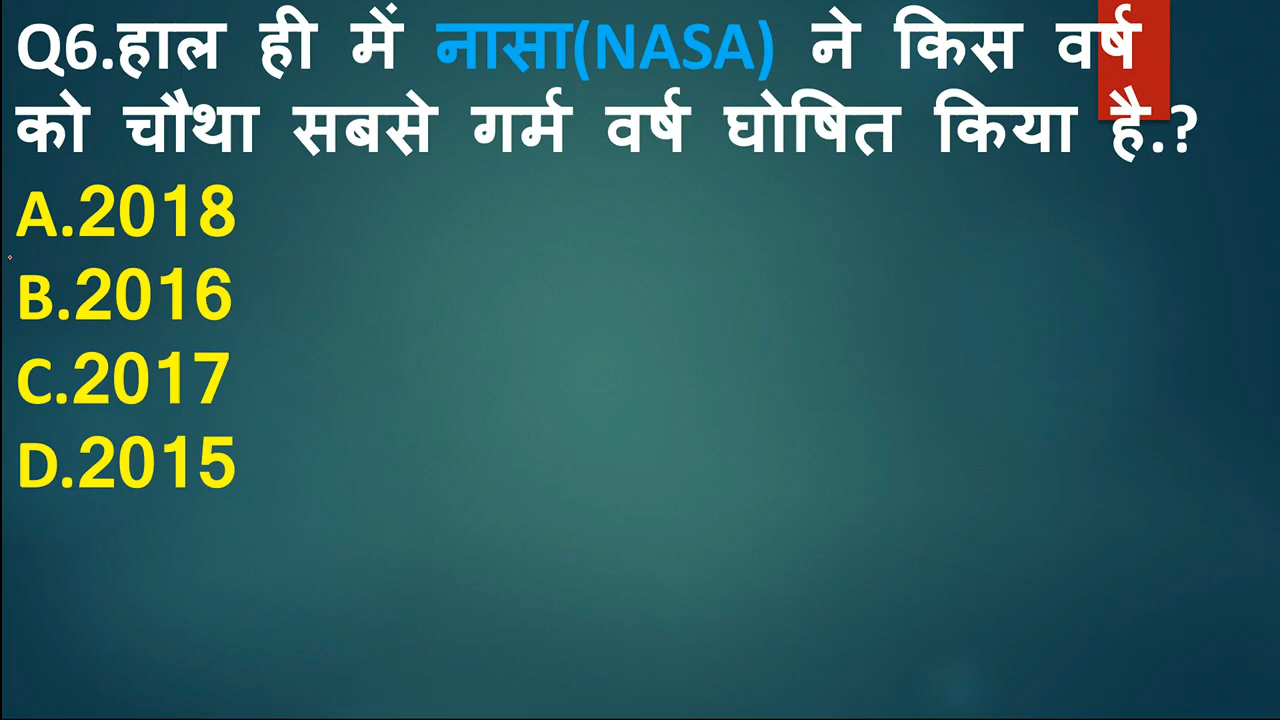 Q6.हाल ही में नासा(NASA) ने किस वर्ष
को चौथा सबसे गर्म वर्ष घोषित किया है.?
A.2018
B.2016
C.2017
D.2015